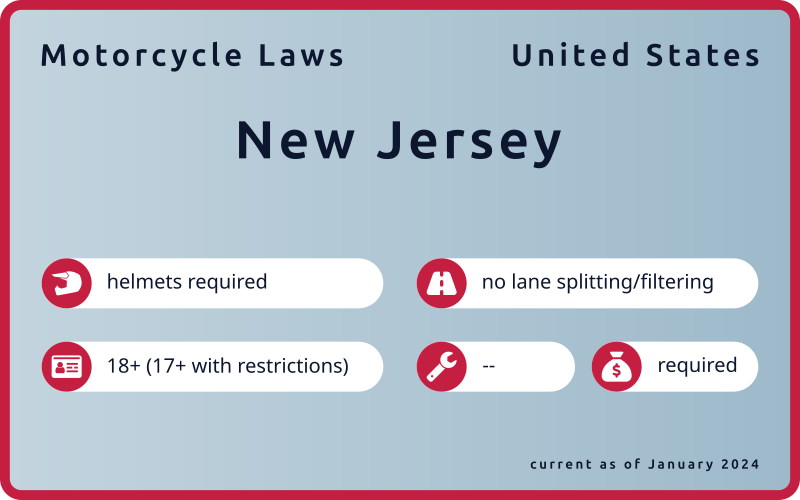 Motorcycle Laws
United States
New Jersey
helmets required
no lane splitting/filtering
18+ (17+ with restrictions)
--
required
current as of January 2024